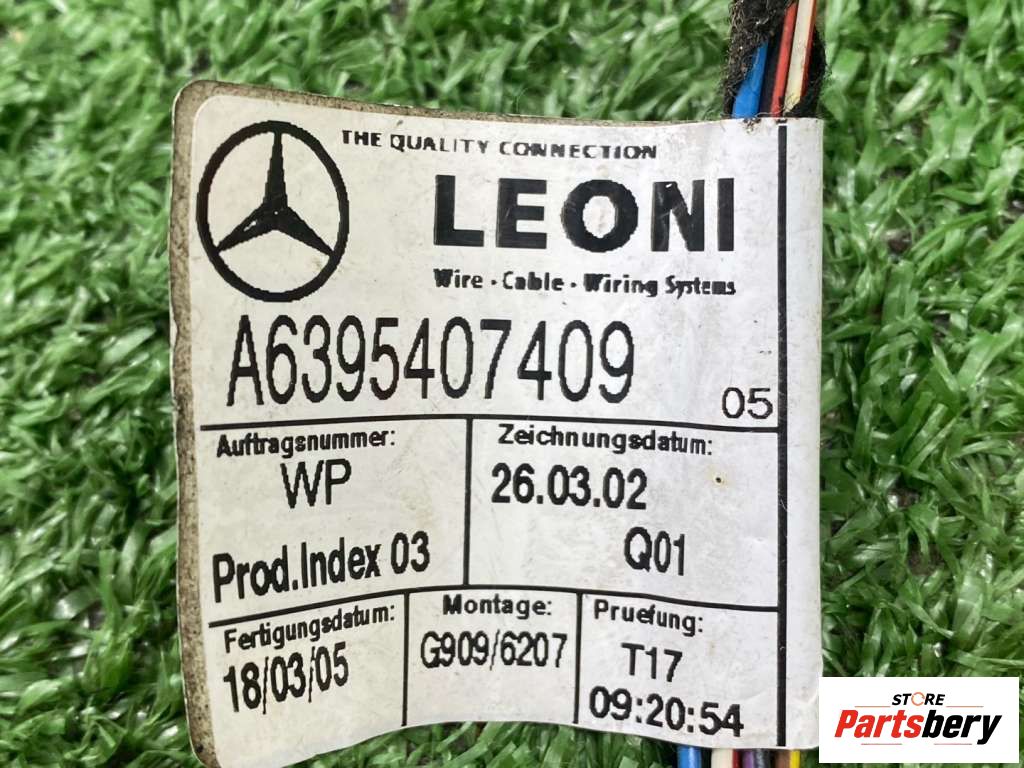 THE QUALITY CONNECTION
LEONI
Wire · Cable · Wiring Systems
A6395407409
05
Auftragsnummer:
WP
Prod.Index 03
Zeichnungsdatum:
26.03.02
Q01
Fertigungsdatum:
18/03/05
Montage:
G909/6207
Pruefung:
T17
09:20:54
STORE
Partsbery